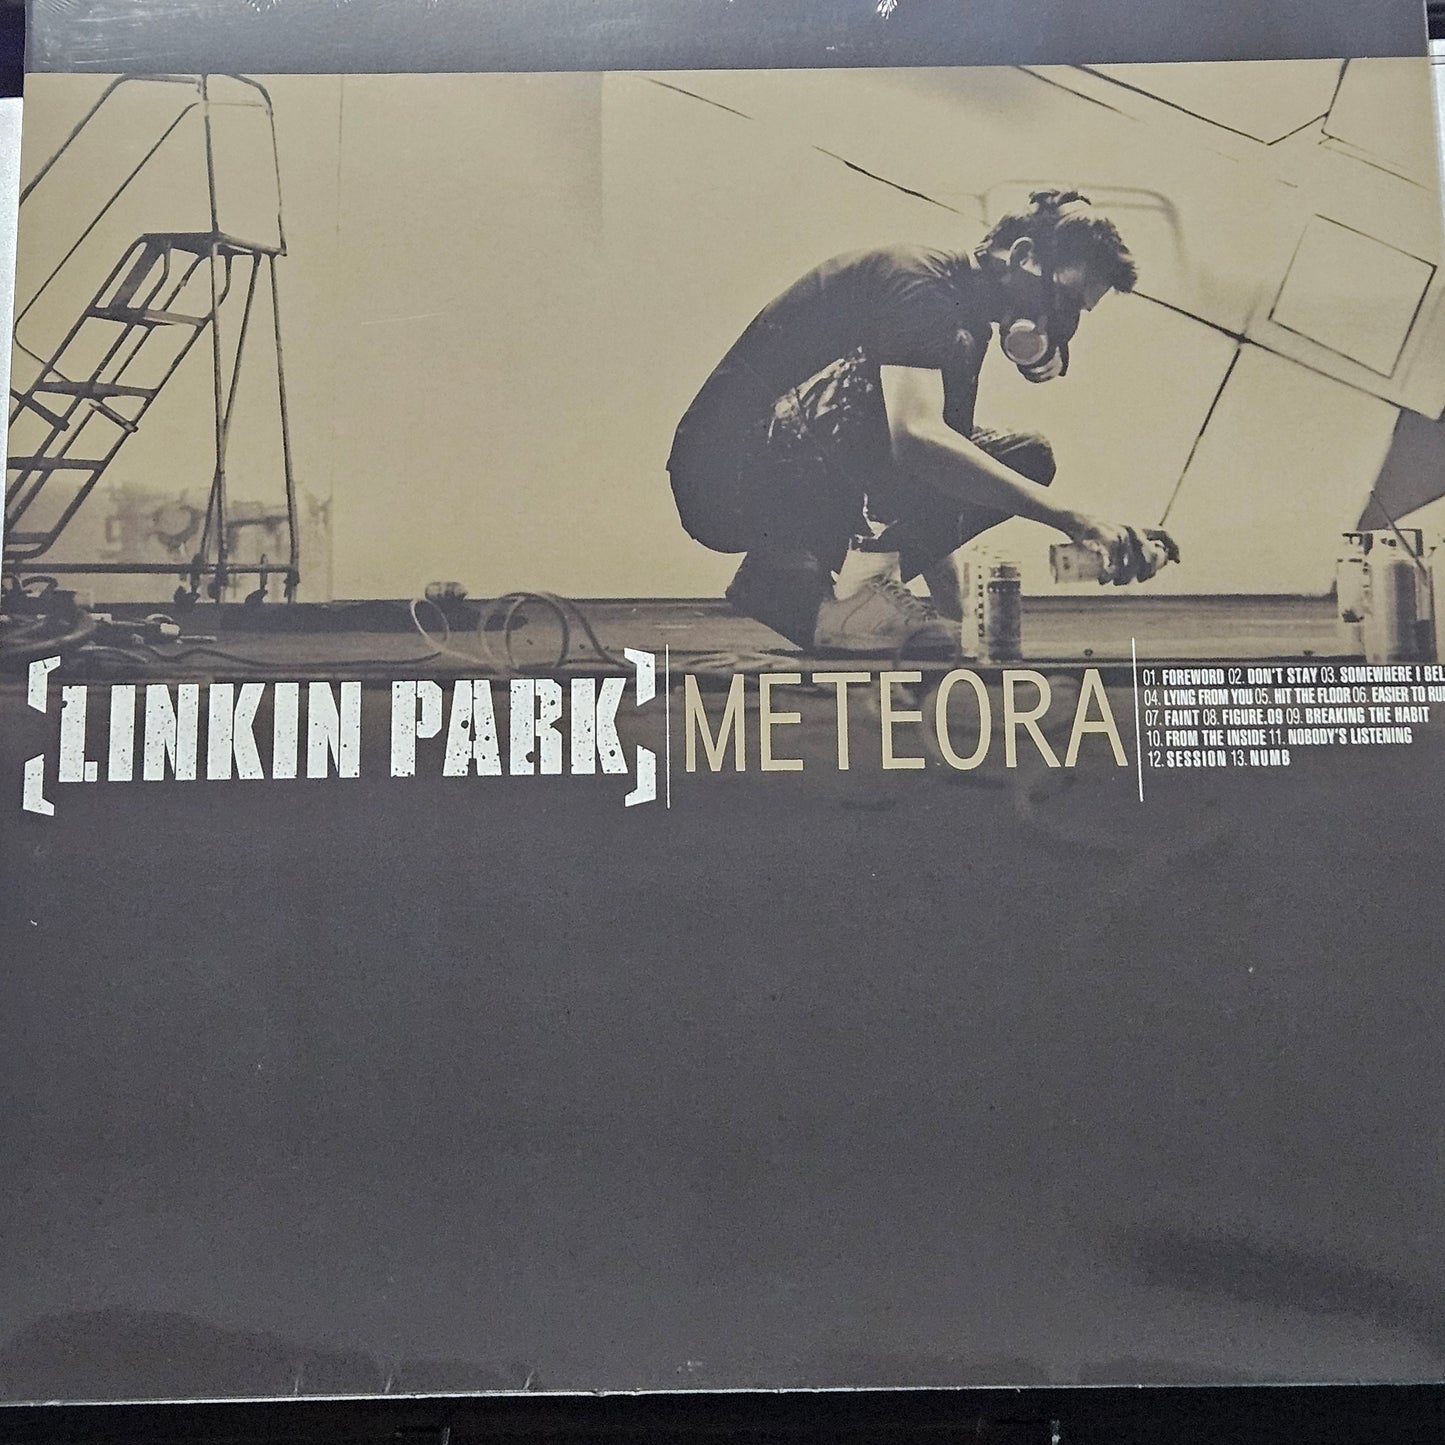 [LINKIN PARK]
METEORA
01. FOREWORD 02. DON'T STAY 03. SOMEWHERE I BEL
04. LYING FROM YOU 05. HIT THE FLOOR 06. EASIER TO RU
07. FAINT 08. FIGURE.09 09. BREAKING THE HABIT
10. FROM THE INSIDE 11. NOBODY'S LISTENING
12. SESSION 13. NUMB